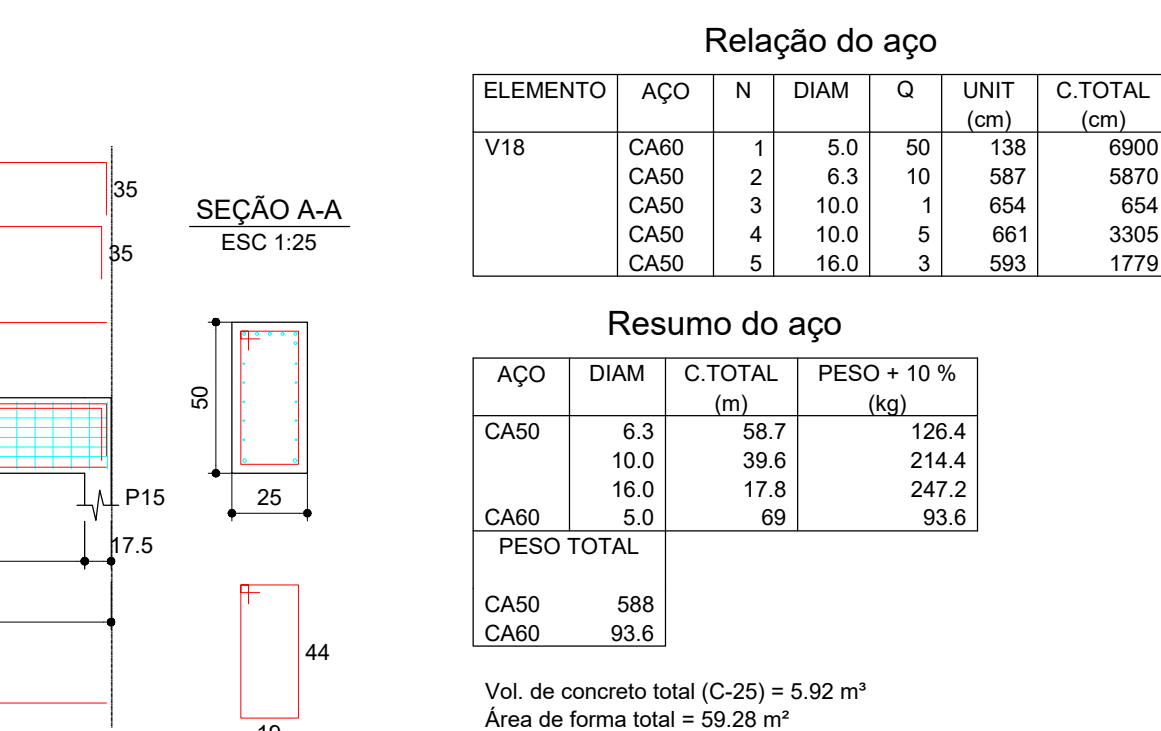 Relação do aço
ELEMENTO AÇO N DIAM Q UNIT C.TOTAL
(cm) (cm)
V18 CA60 1 5.0 50 138 6900
CA50 2 6.3 10 587 5870
CA50 3 10.0 1 654 654
CA50 4 10.0 5 661 3305
CA50 5 16.0 3 593 1779
Resumo do aço
AÇO DIAM C.TOTAL PESO + 10 %
(m) (kg)
CA50 6.3 58.7 126.4
10.0 39.6 214.4
16.0 17.8 247.2
CA60 5.0 69 93.6
PESO TOTAL
CA50 588
CA60 93.6
Vol. de concreto total (C-25) = 5.92 m³
Área de forma total = 59.28 m²
35
35
SEÇÃO A-A
ESC 1:25
50
25
P15
17.5
44
19